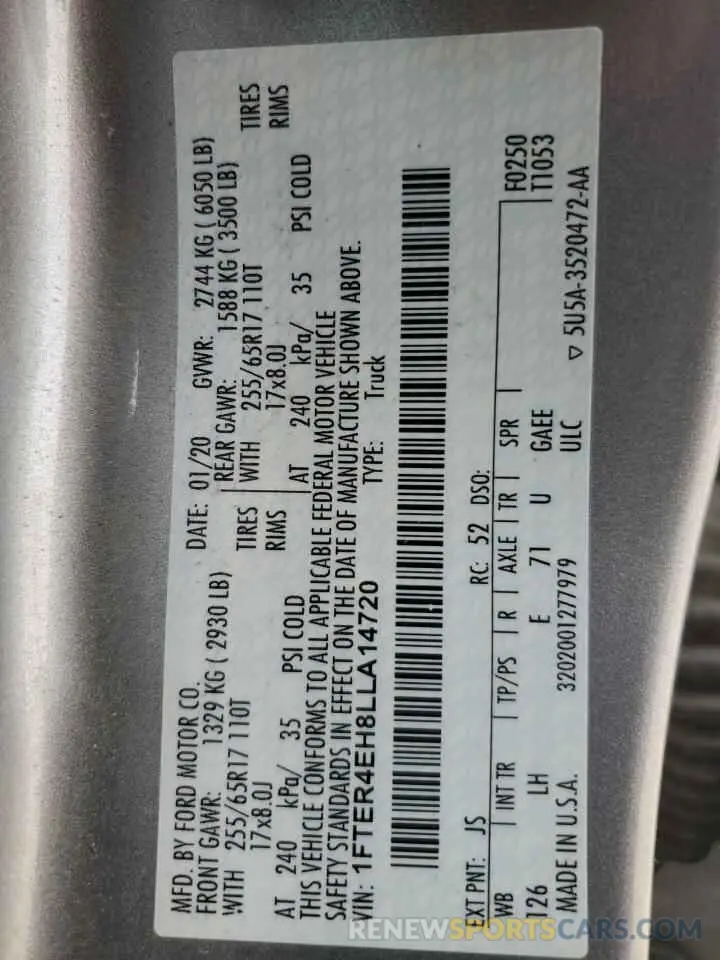 MFD. BY FORD MOTOR CO.
DATE: 01/20 GVWR: 2744 KG ( 6050 LB)
FRONT GAWR: 1329 KG ( 2930 LB)
REAR GAWR: 1588 KG ( 3500 LB)
WITH 255/65R17 110T TIRES
WITH 255/65R17 110T TIRES
17x8.0J RIMS
17x8.0J RIMS
AT 240 kPa/ 35 PSI COLD
AT 240 kPa/ 35 PSI COLD
THIS VEHICLE CONFORMS TO ALL APPLICABLE FEDERAL MOTOR VEHICLE
SAFETY STANDARDS IN EFFECT ON THE DATE OF MANUFACTURE SHOWN ABOVE.
VIN: 1FTER4EH8LLA14720 TYPE: Truck
EXT PNT: JS RC: 52 DSO: F0250
WB INT TR TP/PS R AXLE TR SPR T1053
126 LH E 71 U GAEE
MADE IN U.S.A. 3202001277979 ULC ▽ 5U5A-3520472-AA
RENEWSPORTSCARS.COM